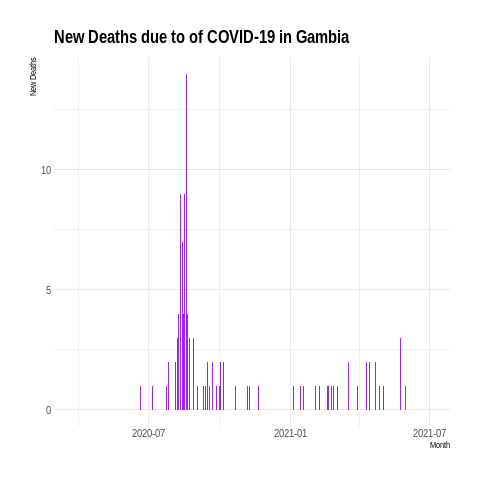 New Deaths due to of COVID-19 in Gambia
New Deaths
10
5
0
2020-07
2021-01
2021-07
Month